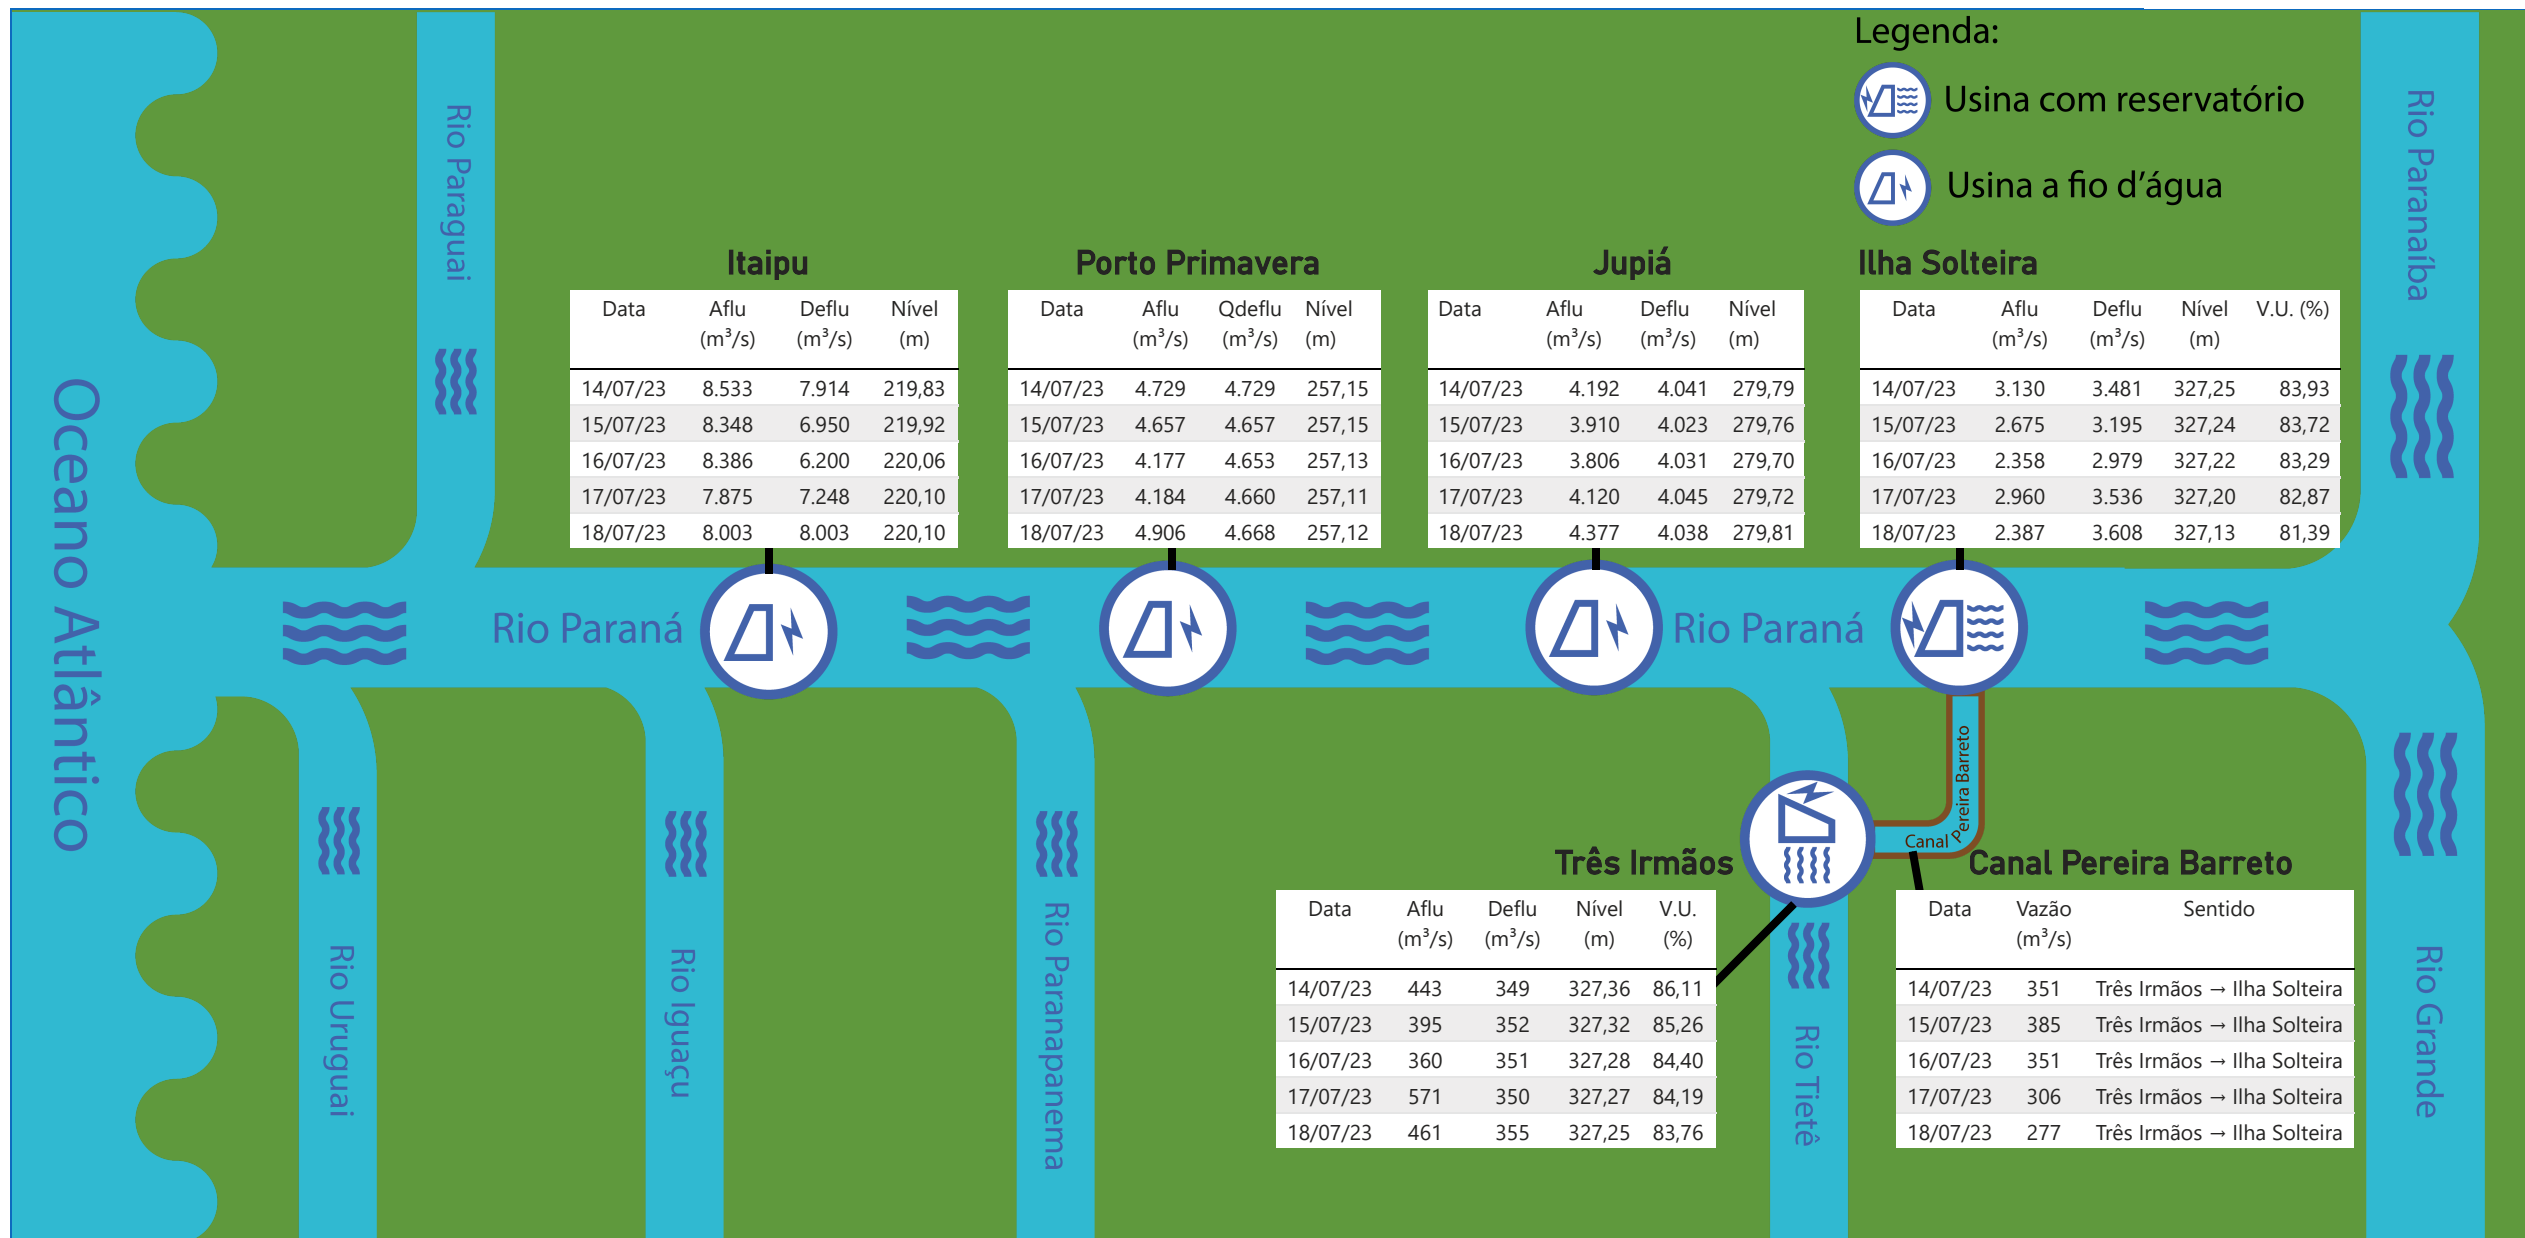 Legenda:
Usina com reservatório
Usina a fio d'água
Oceano Atlântico
Rio Paraguai
Rio Paranaíba
Itaipu
Data Aflu (m³/s) Deflu (m³/s) Nível (m)
14/07/23 8.533 7.914 219,83
15/07/23 8.348 6.950 219,92
16/07/23 8.386 6.200 220,06
17/07/23 7.875 7.248 220,10
18/07/23 8.003 8.003 220,10
Porto Primavera
Data Aflu (m³/s) Qdeflu (m³/s) Nível (m)
14/07/23 4.729 4.729 257,15
15/07/23 4.657 4.657 257,15
16/07/23 4.177 4.653 257,13
17/07/23 4.184 4.660 257,11
18/07/23 4.906 4.668 257,12
Jupiá
Data Aflu (m³/s) Deflu (m³/s) Nível (m)
14/07/23 4.192 4.041 279,79
15/07/23 3.910 4.023 279,76
16/07/23 3.806 4.031 279,70
17/07/23 4.120 4.045 279,72
18/07/23 4.377 4.038 279,81
Ilha Solteira
Data Aflu (m³/s) Deflu (m³/s) Nível (m) V.U. (%)
14/07/23 3.130 3.481 327,25 83,93
15/07/23 2.675 3.195 327,24 83,72
16/07/23 2.358 2.979 327,22 83,29
17/07/23 2.960 3.536 327,20 82,87
18/07/23 2.387 3.608 327,13 81,39
Rio Paraná
Rio Paraná
Canal Pereira Barreto
Três Irmãos
Data Aflu (m³/s) Deflu (m³/s) Nível (m) V.U. (%)
14/07/23 443 349 327,36 86,11
15/07/23 395 352 327,32 85,26
16/07/23 360 351 327,28 84,40
17/07/23 571 350 327,27 84,19
18/07/23 461 355 327,25 83,76
Canal Pereira Barreto
Data Vazão (m³/s) Sentido
14/07/23 351 Três Irmãos → Ilha Solteira
15/07/23 385 Três Irmãos → Ilha Solteira
16/07/23 351 Três Irmãos → Ilha Solteira
17/07/23 306 Três Irmãos → Ilha Solteira
18/07/23 277 Três Irmãos → Ilha Solteira
Rio Uruguai
Rio Iguaçu
Rio Paranapanema
Rio Tietê
Rio Grande